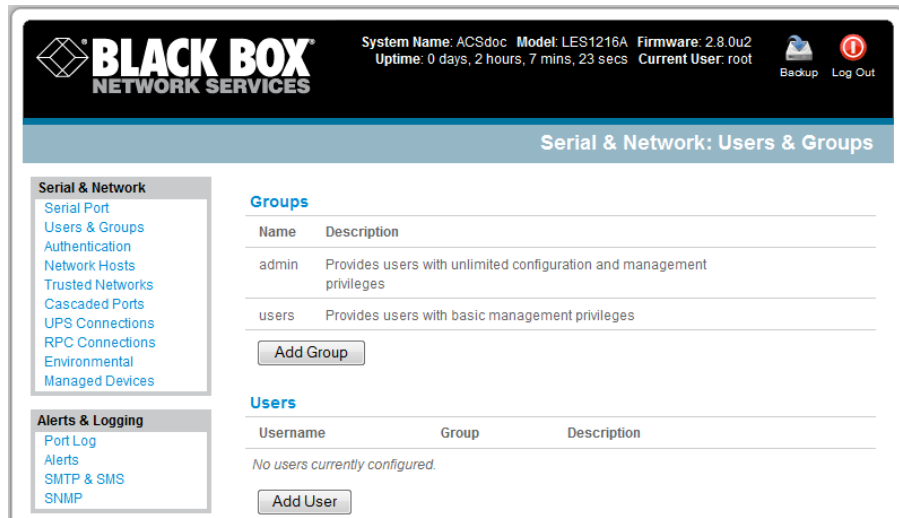 BLACK BOX
NETWORK SERVICES
System Name: ACSdoc Model: LES1216A Firmware: 2.8.0u2
Uptime: 0 days, 2 hours, 7 mins, 23 secs Current User: root
Backup
Log Out
Serial & Network: Users & Groups
Serial & Network
Serial Port
Users & Groups
Authentication
Network Hosts
Trusted Networks
Cascaded Ports
UPS Connections
RPC Connections
Environmental
Managed Devices
Alerts & Logging
Port Log
Alerts
SMTP & SMS
SNMP
Groups
Name Description
admin Provides users with unlimited configuration and management
privileges
users Provides users with basic management privileges
Add Group
Users
Username Group Description
No users currently configured.
Add User